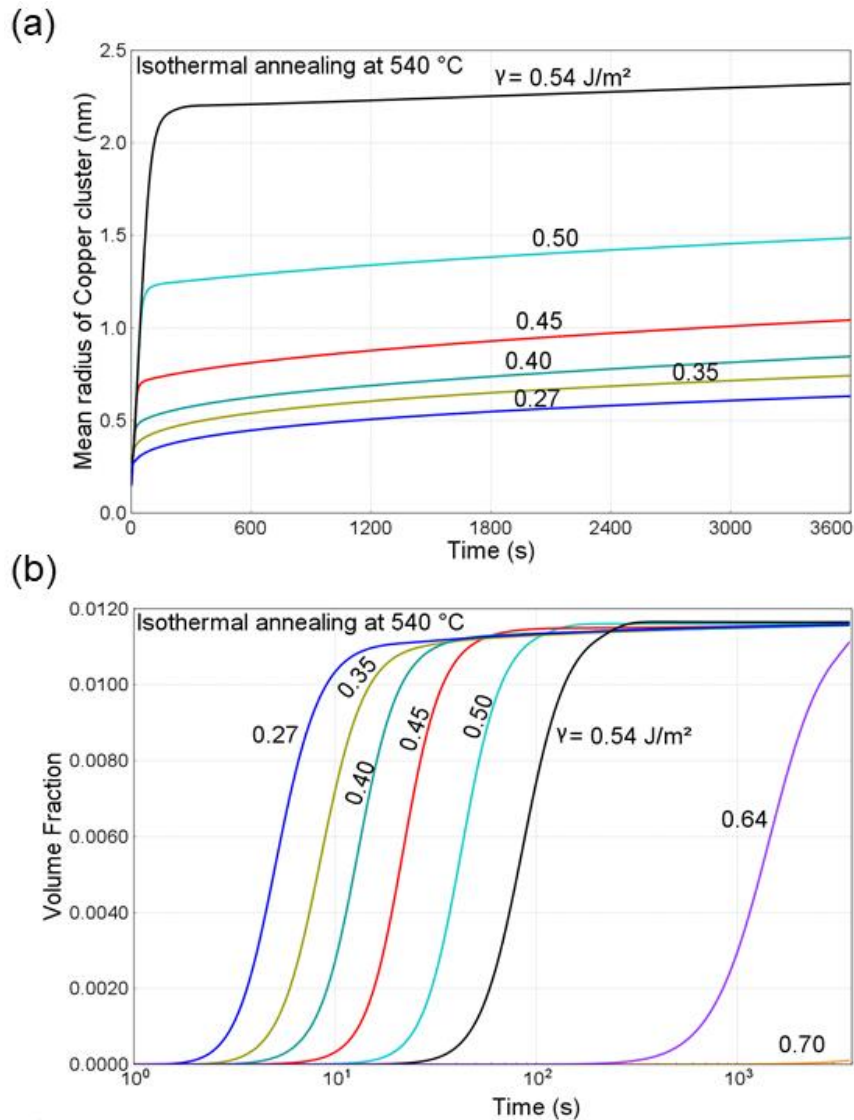 (a)
Isothermal annealing at 540 °C
γ = 0.54 J/m²
0.50
0.45
0.40
0.35
0.27
Mean radius of Copper cluster (nm)
2.5
2.0
1.5
1.0
0.5
0.0
0 600 1200 1800 2400 3000 3600
Time (s)
(b)
Isothermal annealing at 540 °C
0.27
0.35
0.40
0.45
0.50
γ = 0.54 J/m²
0.64
0.70
Volume Fraction
0.0120
0.0100
0.0080
0.0060
0.0040
0.0020
0.0000
10⁰ 10¹ 10² 10³
Time (s)